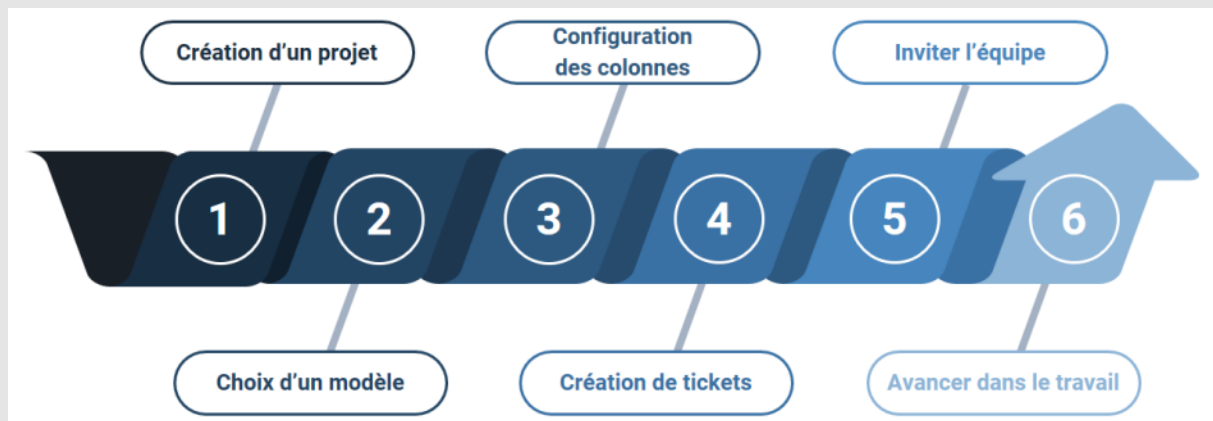 Création d’un projet
Configuration
des colonnes
Inviter l’équipe
1
2
3
4
5
6
Choix d’un modèle
Création de tickets
Avancer dans le travail